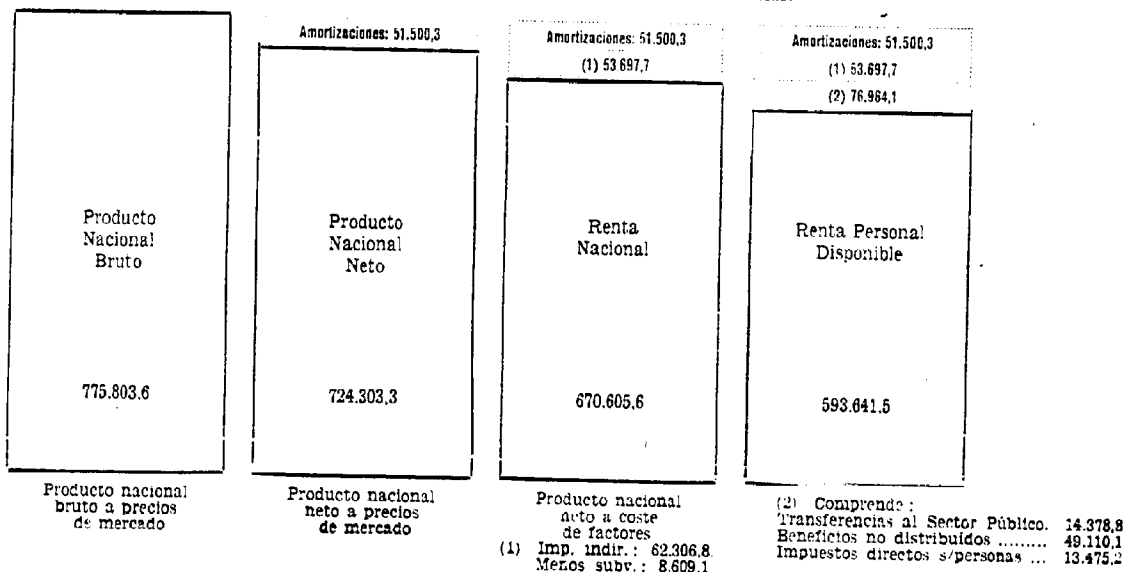 Amortizaciones: 51.500,3
Amortizaciones: 51.500,3
(1) 53.697,7
Amortizaciones: 51.500,3
(1) 53.697,7
(2) 76.964,1
Producto
Nacional
Bruto
775.803,6
Producto
Nacional
Neto
724.303,3
Renta
Nacional
670.605,6
Renta Personal
Disponible
593.641,5
Producto nacional
bruto a precios
de mercado
Producto nacional
neto a precios
de mercado
Producto nacional
neto a coste
de factores
(1) Imp. indir.: 62.306,8
Menos subv.: 8.609,1
(2) Comprende:
Transferencias al Sector Público. 14.378,8
Beneficios no distribuidos ......... 49.110,1
Impuestos directos s/personas ... 13.475,2